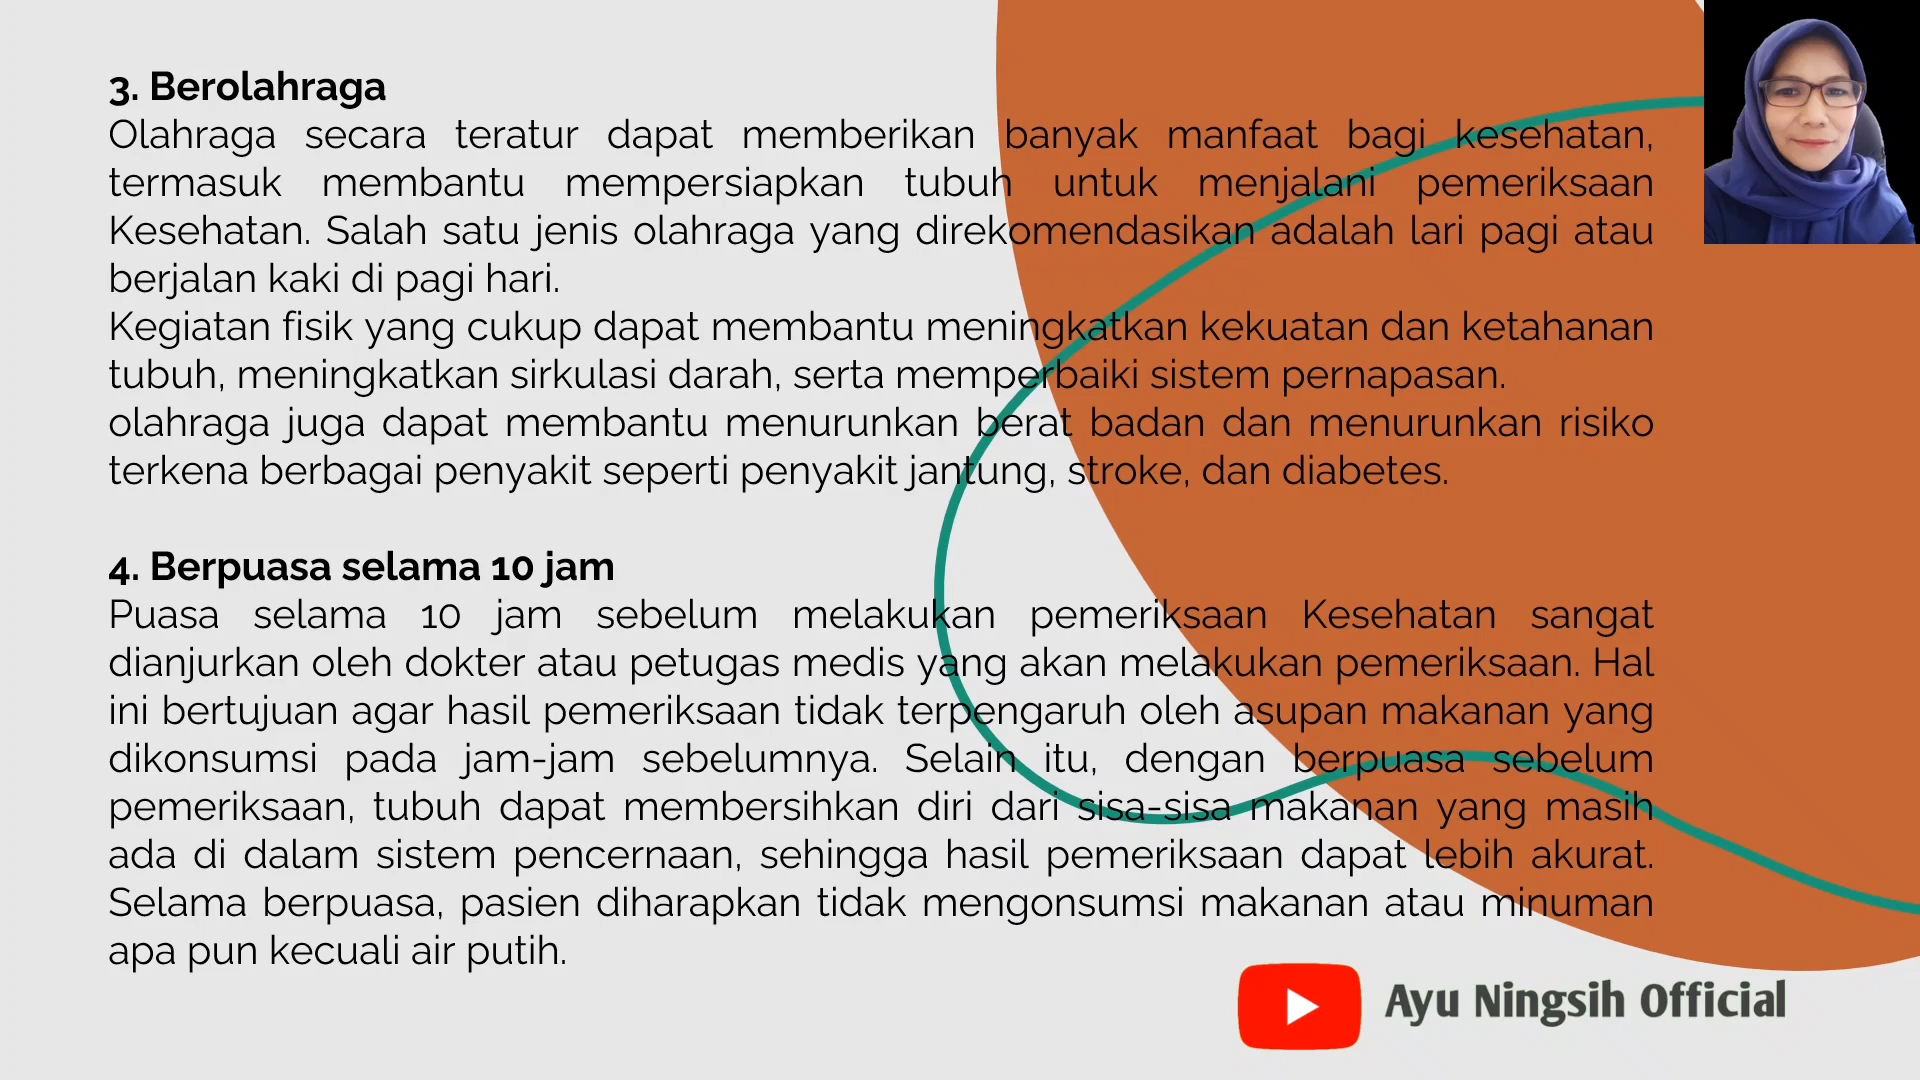 3. Berolahraga
Olahraga secara teratur dapat memberikan banyak manfaat bagi kesehatan,
termasuk membantu mempersiapkan tubuh untuk menjalani pemeriksaan
Kesehatan. Salah satu jenis olahraga yang direkomendasikan adalah lari pagi atau
berjalan kaki di pagi hari.
Kegiatan fisik yang cukup dapat membantu meningkatkan kekuatan dan ketahanan
tubuh, meningkatkan sirkulasi darah, serta memperbaiki sistem pernapasan.
olahraga juga dapat membantu menurunkan berat badan dan menurunkan risiko
terkena berbagai penyakit seperti penyakit jantung, stroke, dan diabetes.
4. Berpuasa selama 10 jam
Puasa selama 10 jam sebelum melakukan pemeriksaan Kesehatan sangat
dianjurkan oleh dokter atau petugas medis yang akan melakukan pemeriksaan. Hal
ini bertujuan agar hasil pemeriksaan tidak terpengaruh oleh asupan makanan yang
dikonsumsi pada jam-jam sebelumnya. Selain itu, dengan berpuasa sebelum
pemeriksaan, tubuh dapat membersihkan diri dari sisa-sisa makanan yang masih
ada di dalam sistem pencernaan, sehingga hasil pemeriksaan dapat lebih akurat.
Selama berpuasa, pasien diharapkan tidak mengonsumsi makanan atau minuman
apa pun kecuali air putih.
Ayu Ningsih Official